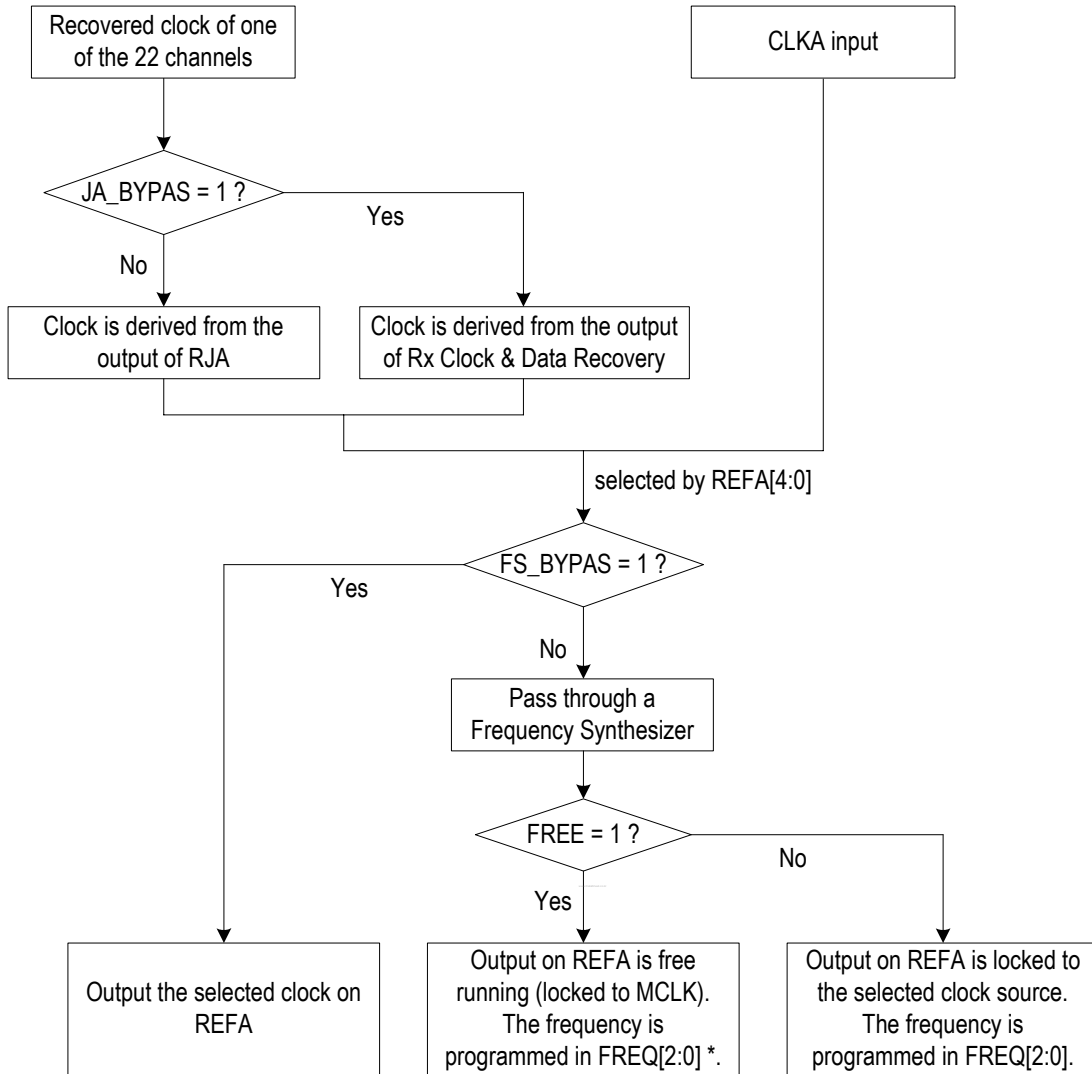 Recovered clock of one
of the 22 channels
CLKA input
JA_BYPAS = 1 ?
Yes
No
Clock is derived from the
output of RJA
Clock is derived from the output
of Rx Clock & Data Recovery
selected by REFA[4:0]
FS_BYPAS = 1 ?
Yes
No
Pass through a
Frequency Synthesizer
FREE = 1 ?
No
Yes
Output the selected clock on
REFA
Output on REFA is free
running (locked to MCLK).
The frequency is
programmed in FREQ[2:0] *.
Output on REFA is locked to
the selected clock source.
The frequency is
programmed in FREQ[2:0].